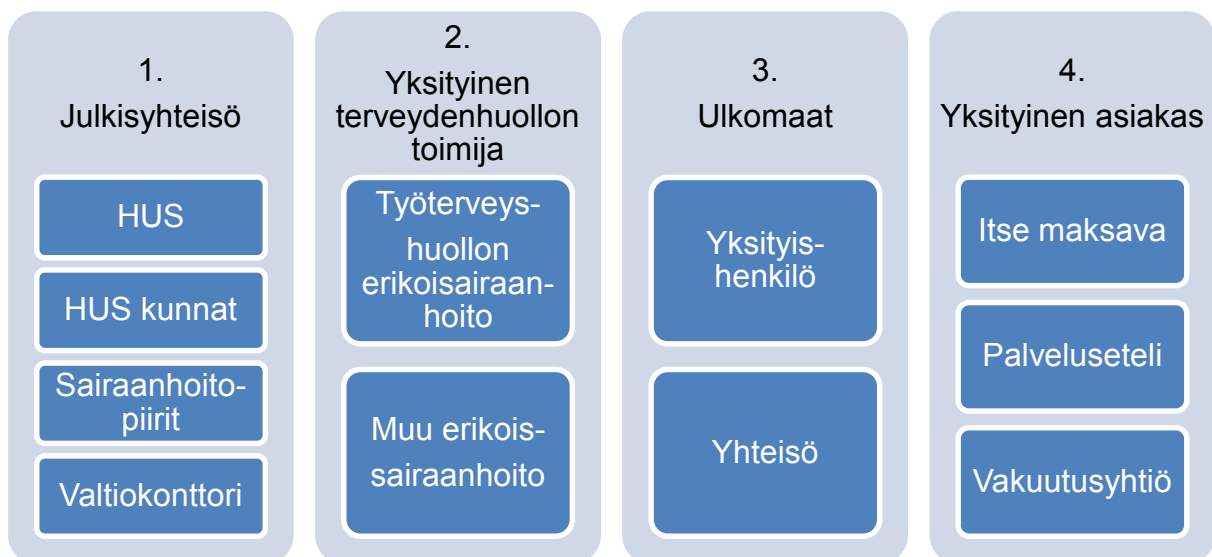 1.
Julkisyhteisö
HUS
HUS kunnat
Sairaanhoito-
piirit
Valtiokonttori
2.
Yksityinen
terveydenhuollon
toimija
Työterveys-
huollon
erikoisairaan-
hoito
Muu erikois-
sairaanhoito
3.
Ulkomaat
Yksityis-
henkilö
Yhteisö
4.
Yksityinen asiakas
Itse maksava
Palveluseteli
Vakuutusyhtiö